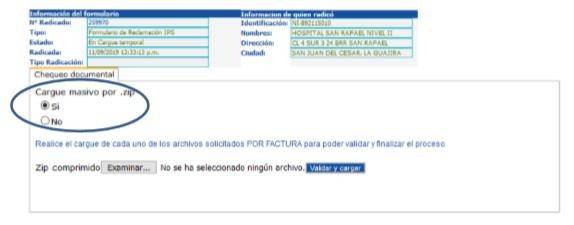 Información del formulario
Nº Radicado: 259970
Tipo: Formulario de Reclamación IPS
Estado: En Cargue temporal
Radicada: 11/09/2019 12:33:13 p.m.
Tipo Radicación:
Informacion de quien radicó
Identificación: NI-892115010
Nombres: HOSPITAL SAN RAFAEL NIVEL II
Dirección: CL 4 SUR 3 24 BRR SAN RAFAEL
Ciudad: SAN JUAN DEL CESAR, LA GUAJIRA
Chequeo documental
Cargue masivo por .zip
Si
No
Realice el cargue de cada uno de los archivos solicitados POR FACTURA para poder validar y finalizar el proceso
Zip comprimido Examinar... No se ha seleccionado ningún archivo. Validar y cargar